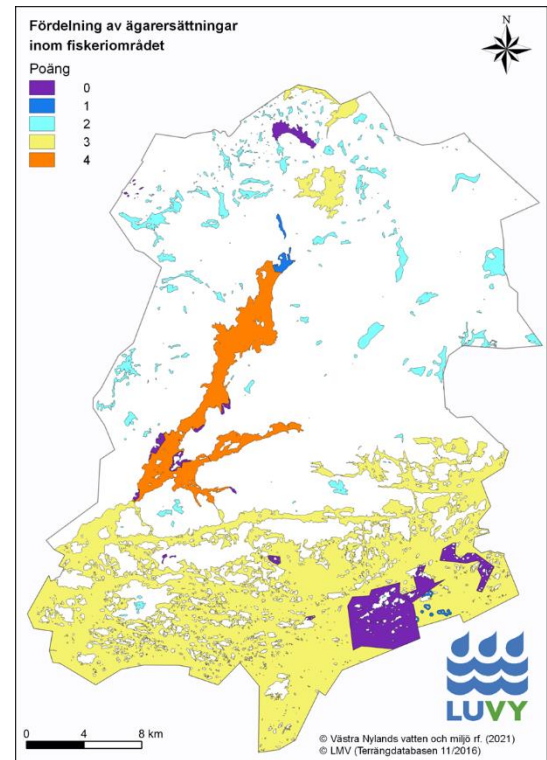 Fördelning av ägarersättningar
inom fiskeriområdet
Poäng
0
1
2
3
4
N
LUVY
0 4 8 km
© Västra Nylands vatten och miljö rf. (2021)
© LMV (Terrängdatabasen 11/2016)